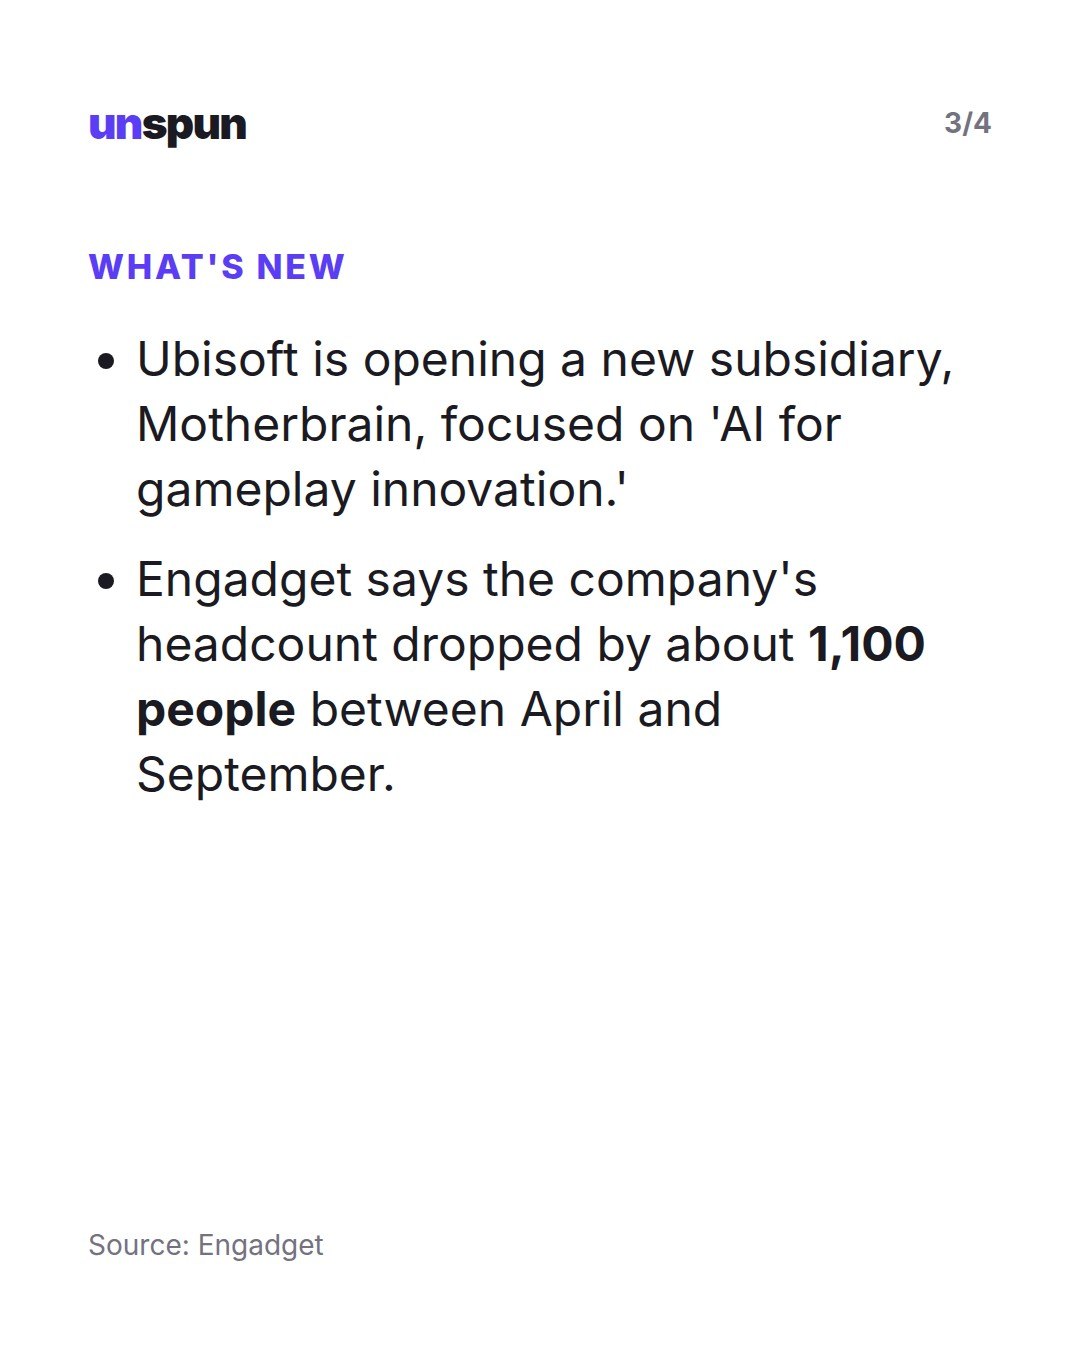 unspun
3/4
WHAT'S NEW
• Ubisoft is opening a new subsidiary,
Motherbrain, focused on 'AI for
gameplay innovation.'
• Engadget says the company's
headcount dropped by about 1,100
people between April and
September.
Source: Engadget